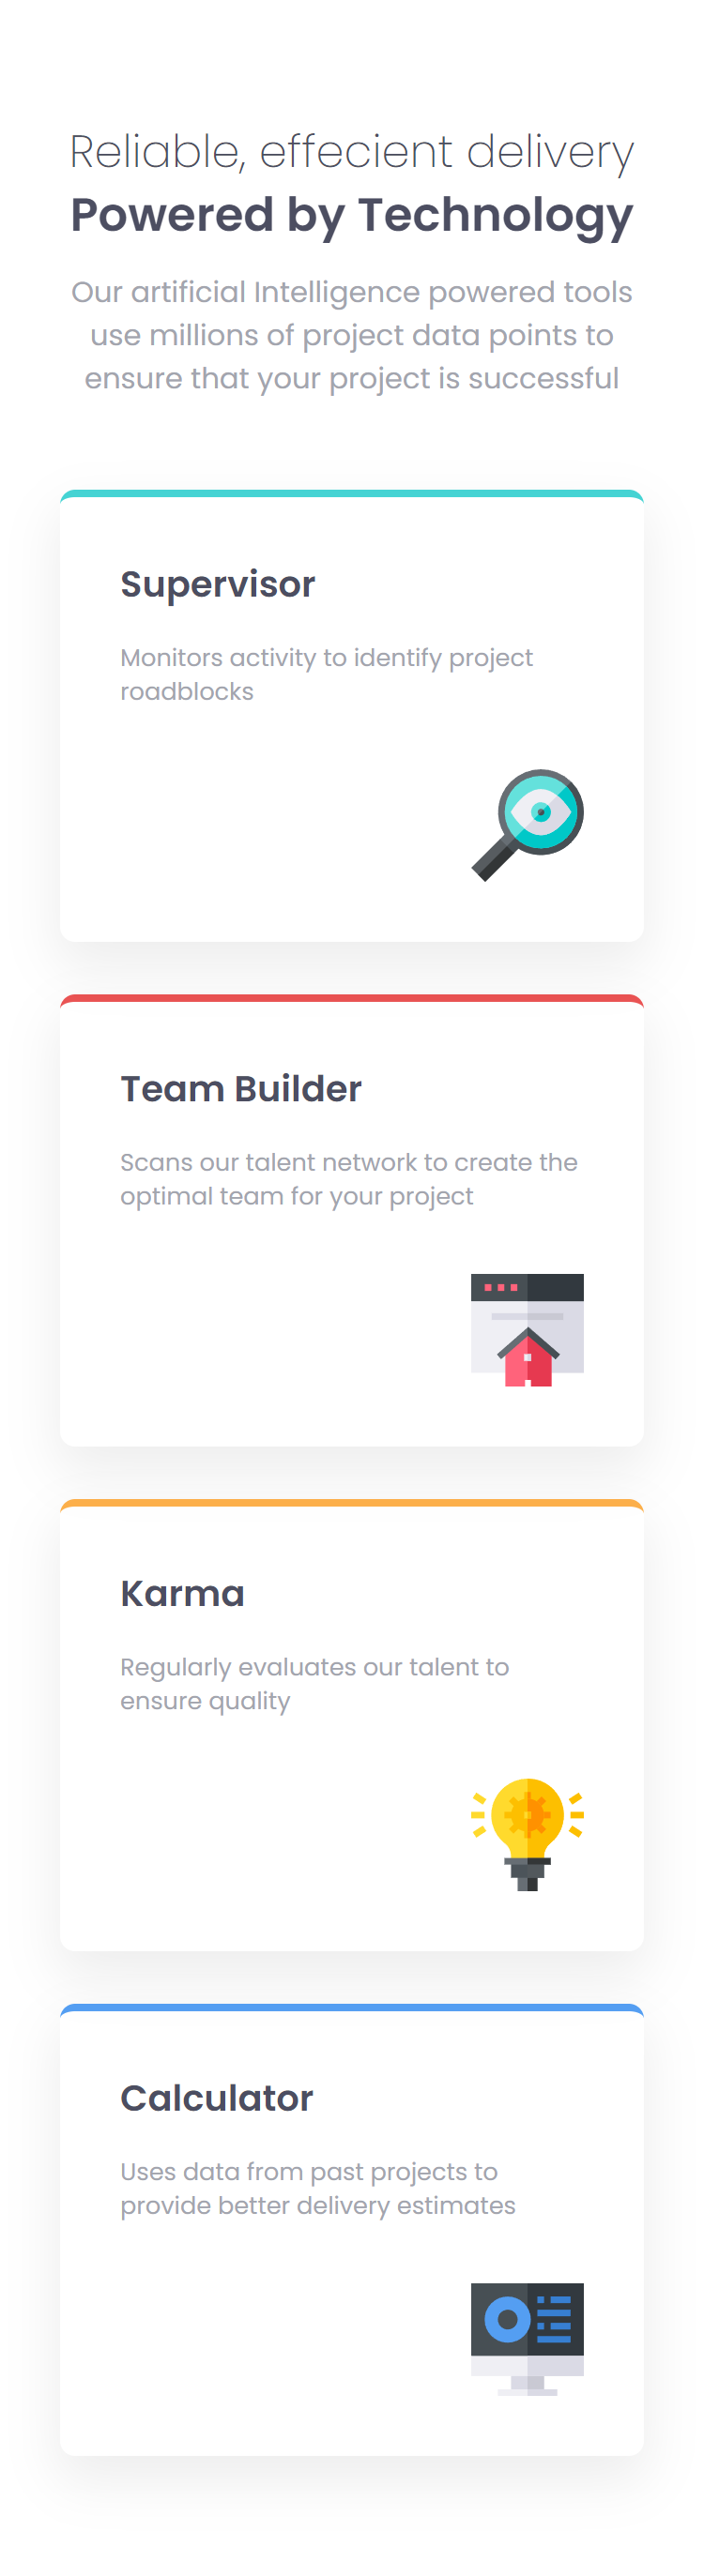 Reliable, effecient delivery
Powered by Technology
Our artificial Intelligence powered tools
use millions of project data points to
ensure that your project is successful
Supervisor
Monitors activity to identify project
roadblocks
Team Builder
Scans our talent network to create the
optimal team for your project
Karma
Regularly evaluates our talent to
ensure quality
Calculator
Uses data from past projects to
provide better delivery estimates